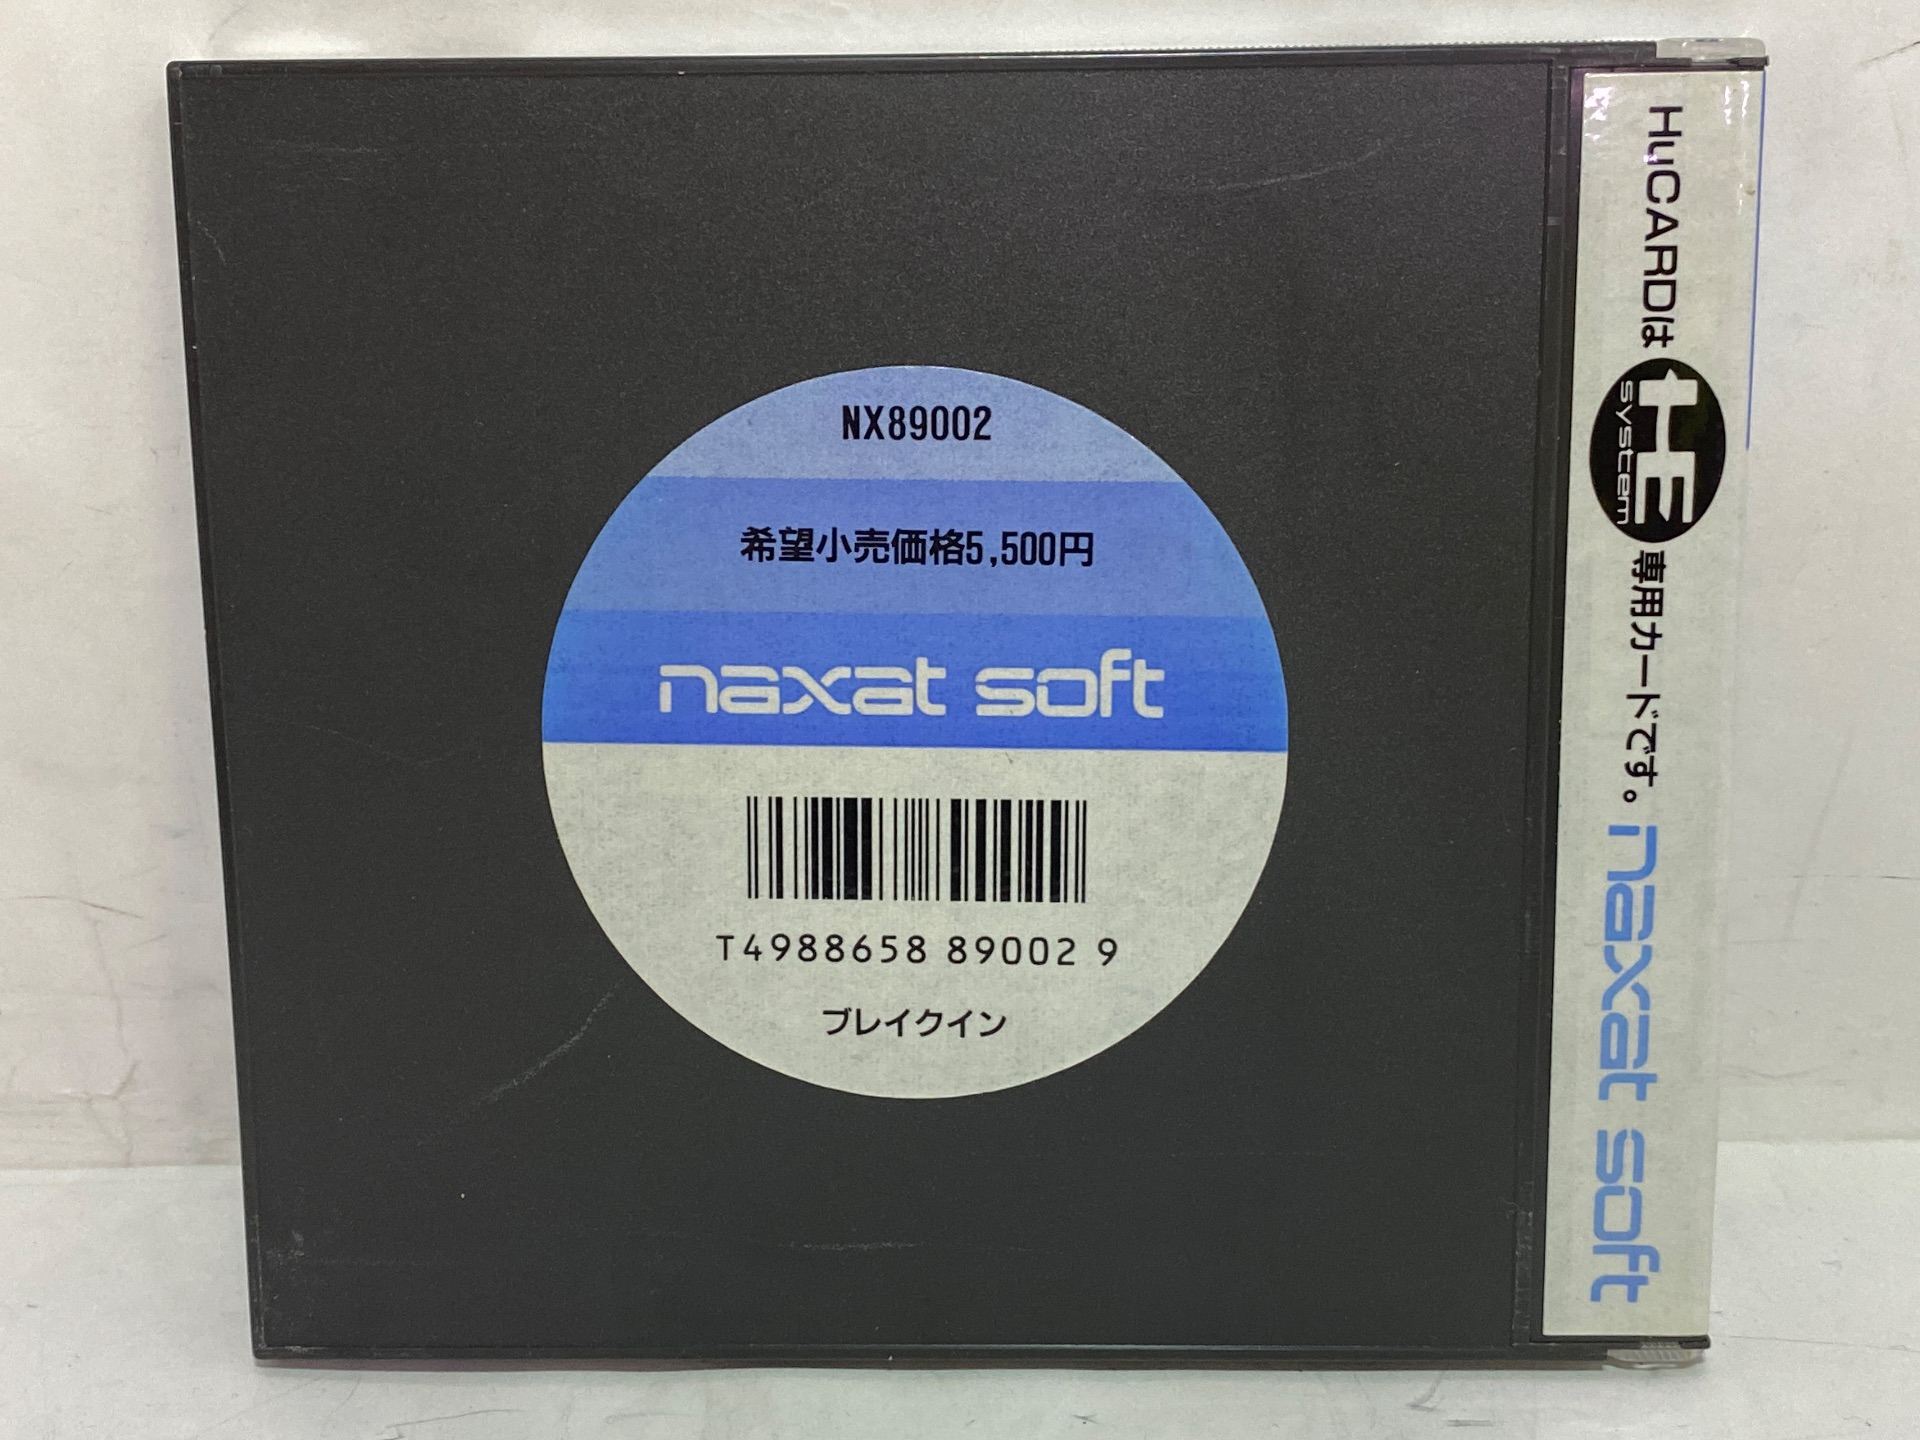 NX89002
希望小売価格5,500円
naxat soft
T4988658 89002 9
ブレイクイン
HuCARDは HE system 専用カードです。 naxat soft